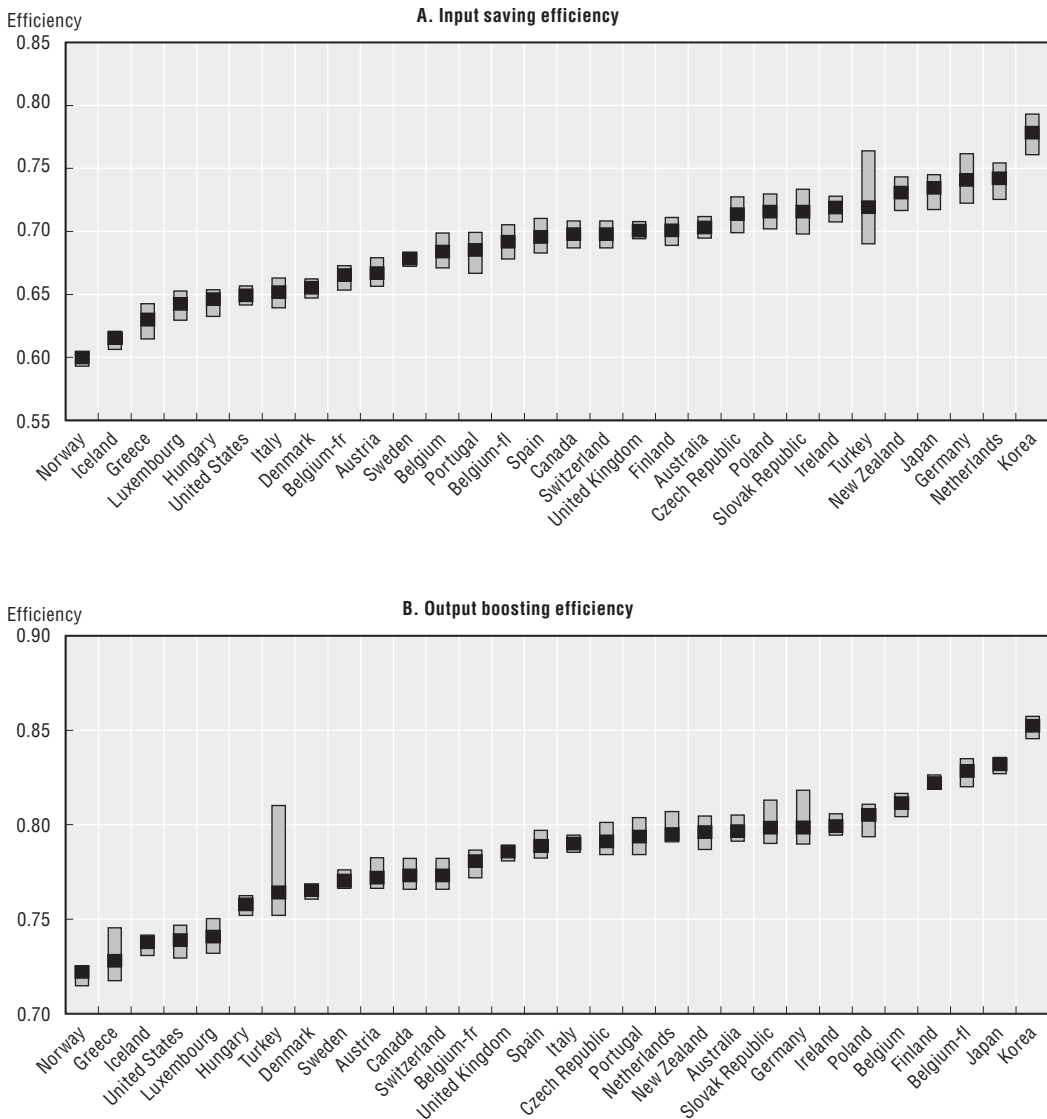 A. Input saving efficiency
Efficiency
0.85
0.80
0.75
0.70
0.65
0.60
0.55
Norway
Iceland
Greece
Luxembourg
Hungary
United States
Italy
Denmark
Belgium-fr
Austria
Sweden
Belgium
Portugal
Belgium-fl
Spain
Canada
Switzerland
United Kingdom
Finland
Australia
Czech Republic
Poland
Slovak Republic
Ireland
Turkey
New Zealand
Japan
Germany
Netherlands
Korea
B. Output boosting efficiency
Efficiency
0.90
0.85
0.80
0.75
0.70
Norway
Greece
Iceland
United States
Luxembourg
Hungary
Turkey
Denmark
Sweden
Austria
Canada
Switzerland
Belgium-fr
United Kingdom
Spain
Italy
Czech Republic
Portugal
Netherlands
New Zealand
Australia
Slovak Republic
Germany
Ireland
Poland
Belgium
Finland
Belgium-fl
Japan
Korea